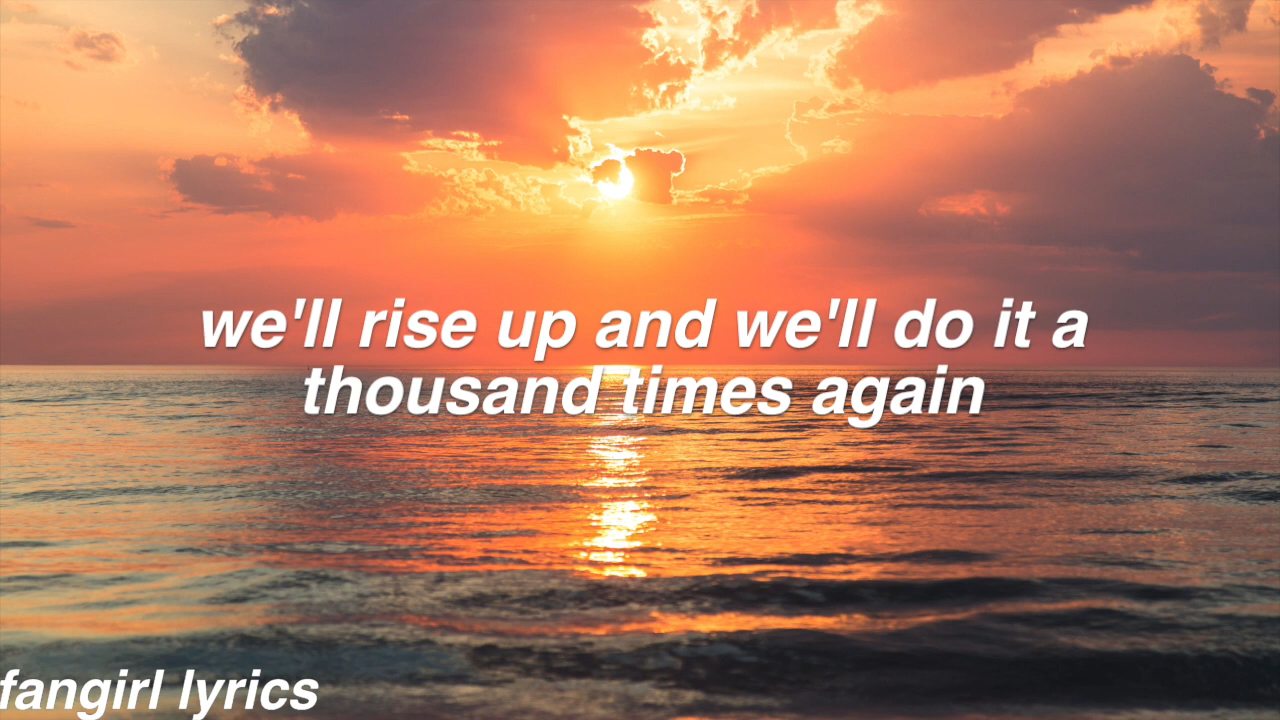 we'll rise up and we'll do it a
thousand times again
fangirl lyrics